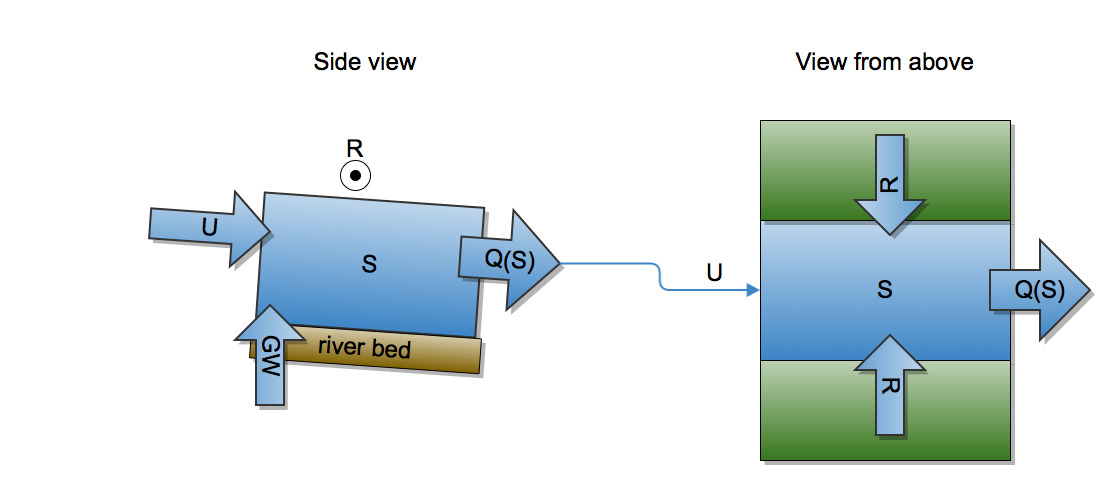 Side view
View from above
R
U
S
Q(S)
GW
river bed
U
R
S
Q(S)
R